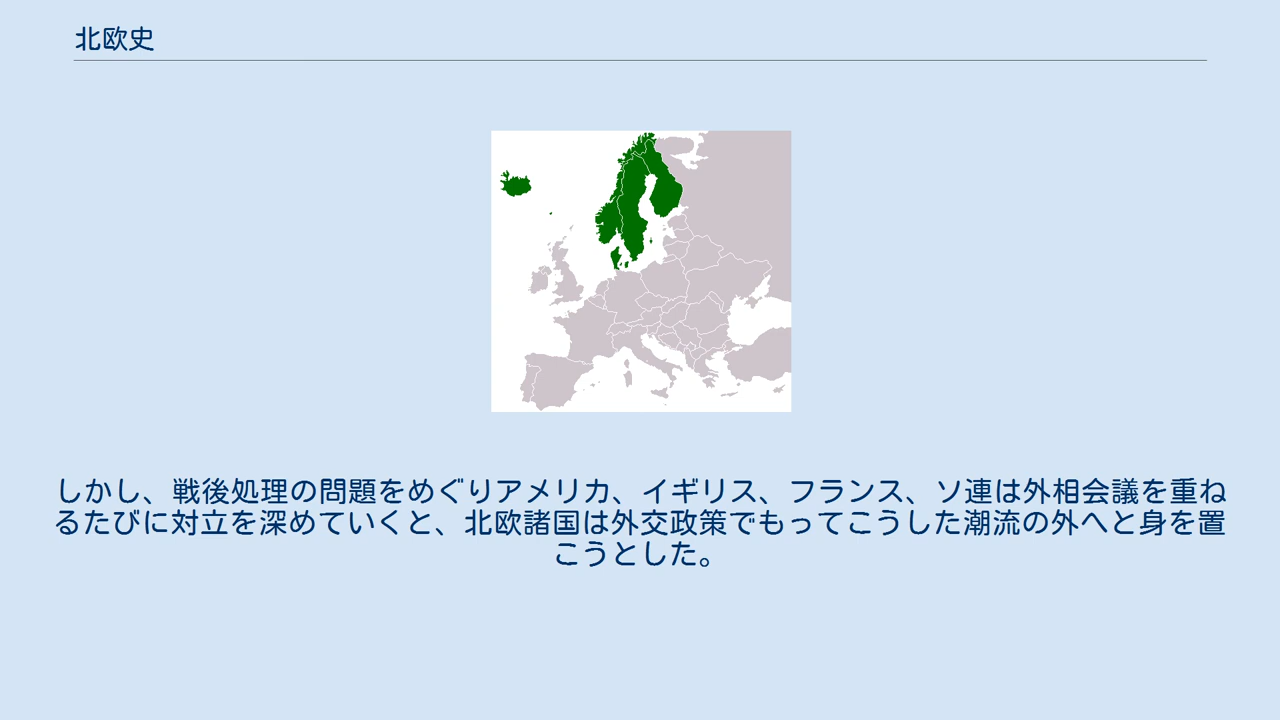 北欧史
しかし、戦後処理の問題をめぐりアメリカ、イギリス、フランス、ソ連は外相会議を重ね
るたびに対立を深めていくと、北欧諸国は外交政策でもってこうした潮流の外へと身を置
こうとした。